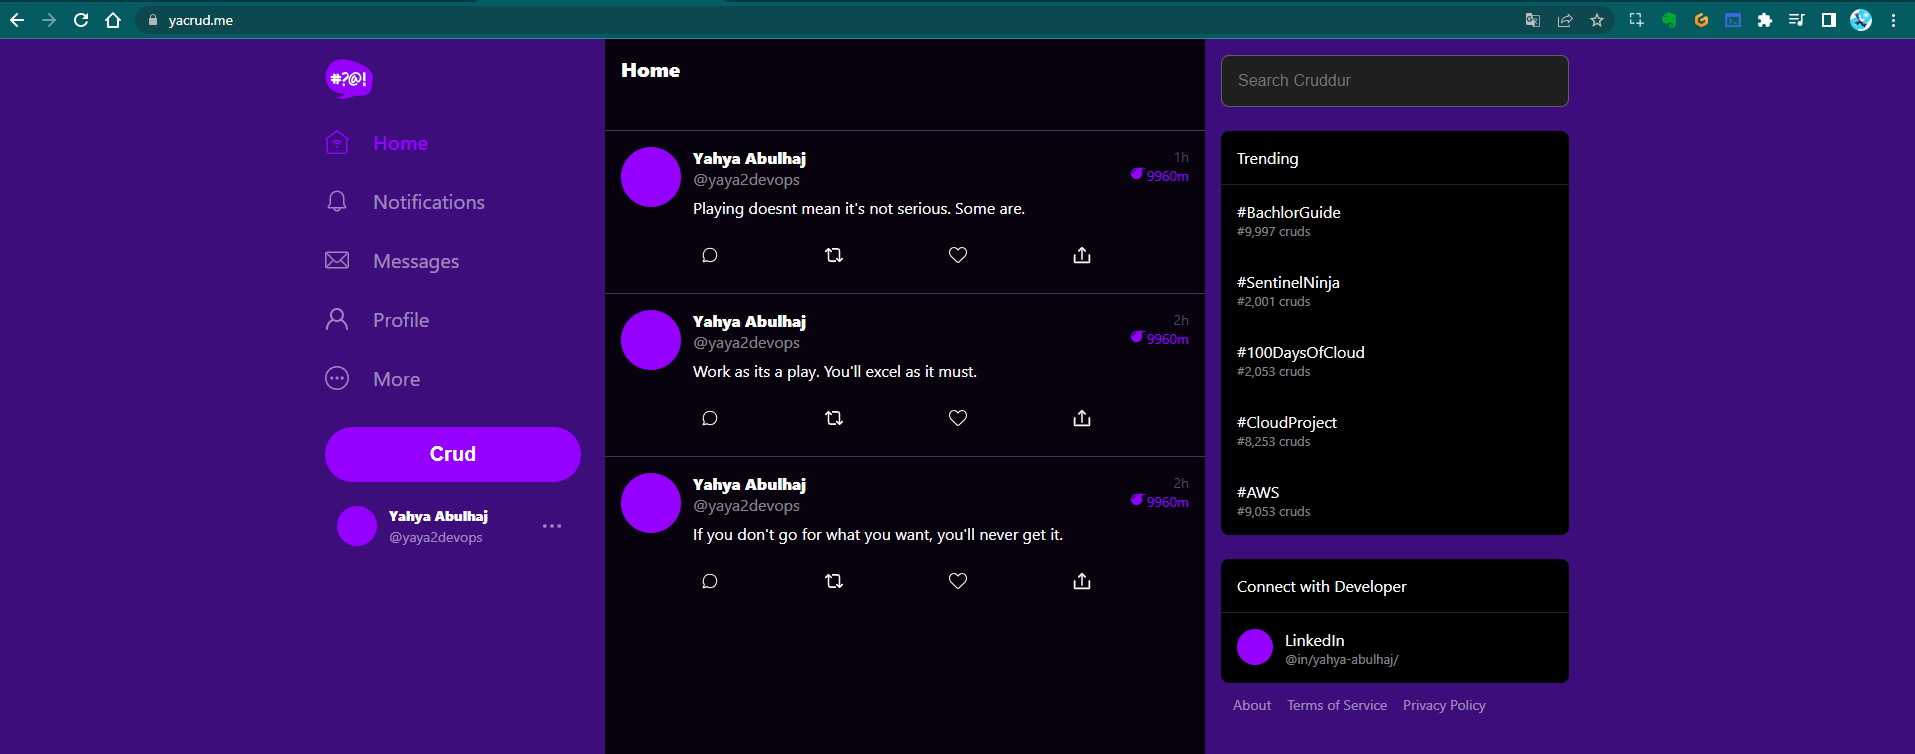 yacrud.me
#?@!
Home
Notifications
Messages
Profile
More
Crud
Yahya Abulhaj
@yaya2devops
Home
Yahya Abulhaj
1h
@yaya2devops
9960m
Playing doesnt mean it's not serious. Some are.
Yahya Abulhaj
2h
@yaya2devops
9960m
Work as its a play. You'll excel as it must.
Yahya Abulhaj
2h
@yaya2devops
9960m
If you don't go for what you want, you'll never get it.
Search Cruddur
Trending
#BachlorGuide
#9,997 cruds
#SentinelNinja
#2,001 cruds
#100DaysOfCloud
#2,053 cruds
#CloudProject
#8,253 cruds
#AWS
#9,053 cruds
Connect with Developer
LinkedIn
@in/yahya-abulhaj/
About Terms of Service Privacy Policy